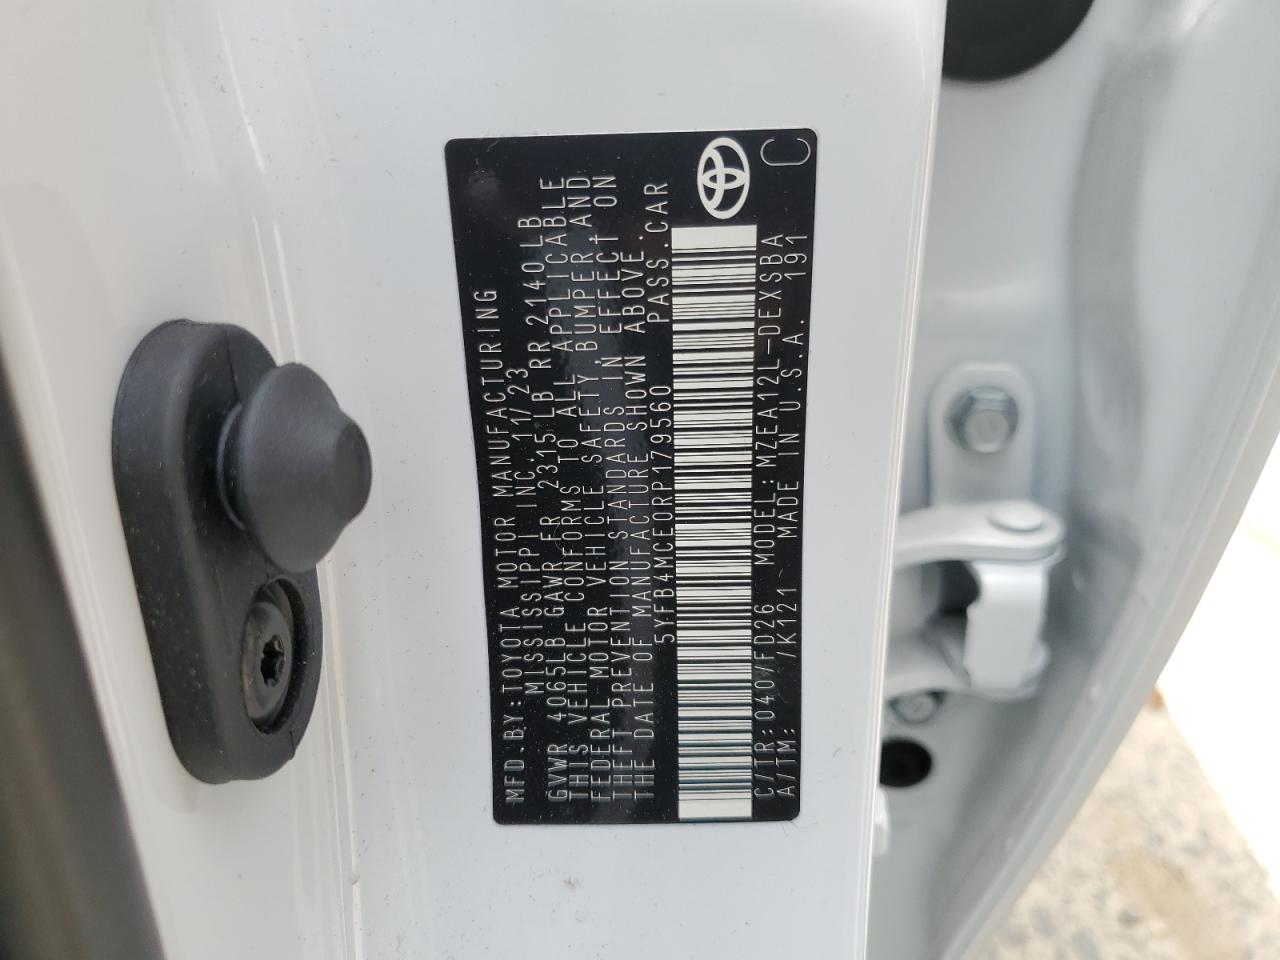 MFD.BY:TOYOTA MOTOR MANUFACTURING
MISSISSIPPI INC. 11/23
GVWR 4065LB GAWR FR 2315LB RR 2140LB
THIS VEHICLE CONFORMS TO ALL APPLICABLE
FEDERAL MOTOR VEHICLE SAFETY,BUMPER,AND
THEFT PREVENTION STANDARDS IN EFFECT ON
THE DATE OF MANUFACTURE SHOWN ABOVE.
5YFB4MCE0RP179560 PASS.CAR
C/TR:040/FD26 MODEL:MZEA12L-DEXSBA
A/TM: /K121 MADE IN U.S.A. 191 C